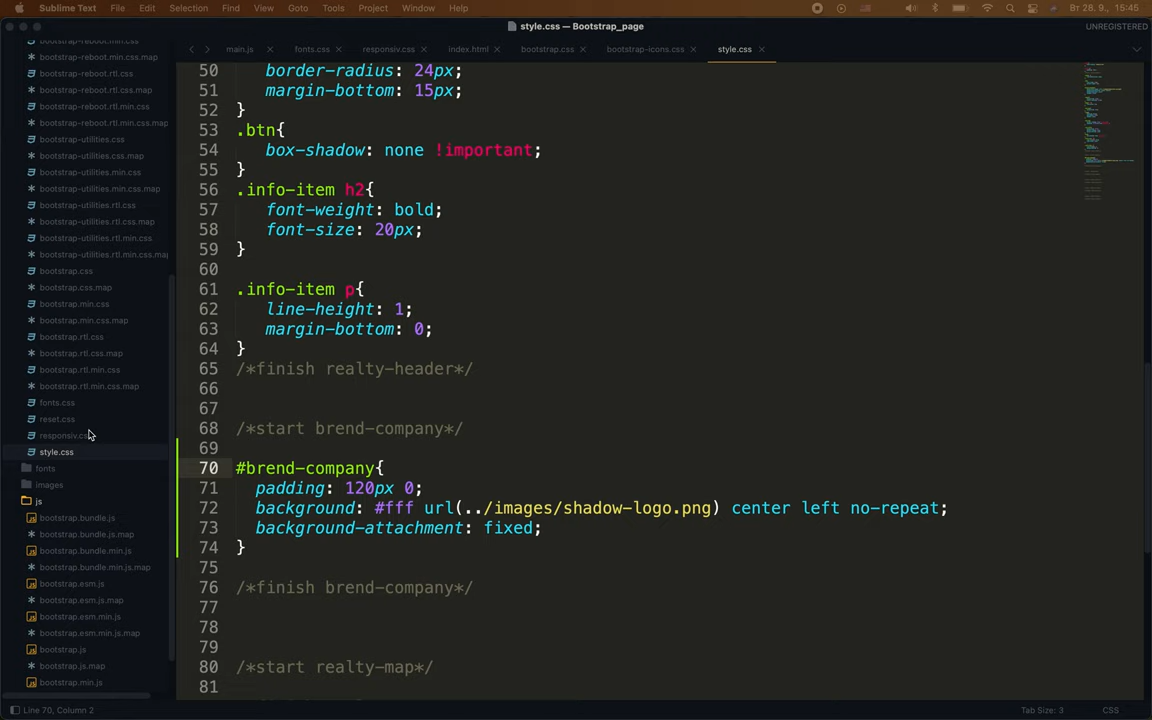 Sublime Text File Edit Selection Find View Goto Tools Project Window Help Вт 28. 9., 15:45
style.css — Bootstrap_page UNREGISTERED
main.js fonts.css responsiv.css index.html bootstrap.css bootstrap-icons.css style.css
bootstrap-reboot.min.css.map
bootstrap-reboot.rtl.css
bootstrap-reboot.rtl.css.map
bootstrap-reboot.rtl.min.css
bootstrap-reboot.rtl.min.css.map
bootstrap-utilities.css
bootstrap-utilities.css.map
bootstrap-utilities.min.css
bootstrap-utilities.min.css.map
bootstrap-utilities.rtl.css
bootstrap-utilities.rtl.css.map
bootstrap-utilities.rtl.min.css
bootstrap-utilities.rtl.min.css.map
bootstrap.css
bootstrap.css.map
bootstrap.min.css
bootstrap.min.css.map
bootstrap.rtl.css
bootstrap.rtl.css.map
bootstrap.rtl.min.css
bootstrap.rtl.min.css.map
fonts.css
reset.css
style.css
fonts
images
js
bootstrap.bundle.js
bootstrap.bundle.js.map
bootstrap.bundle.min.js
bootstrap.bundle.min.js.map
bootstrap.esm.js
bootstrap.esm.js.map
bootstrap.esm.min.js
bootstrap.esm.min.js.map
bootstrap.js
bootstrap.js.map
bootstrap.min.js
50 border-radius: 24px;
51 margin-bottom: 15px;
52 }
53 .btn{
54 box-shadow: none !important;
55 }
56 .info-item h2{
57 font-weight: bold;
58 font-size: 20px;
59 }
60
61 .info-item p{
62 line-height: 1;
63 margin-bottom: 0;
64 }
65 /*finish realty-header*/
66
67
68 /*start brend-company*/
69
70 #brend-company{
71 padding: 120px 0;
72 background: #fff url(../images/shadow-logo.png) center left no-repeat;
73 background-attachment: fixed;
74 }
75
76 /*finish brend-company*/
77
78
79
80 /*start realty-map*/
81
Line 70, Column 2 Tab Size: 3 CSS